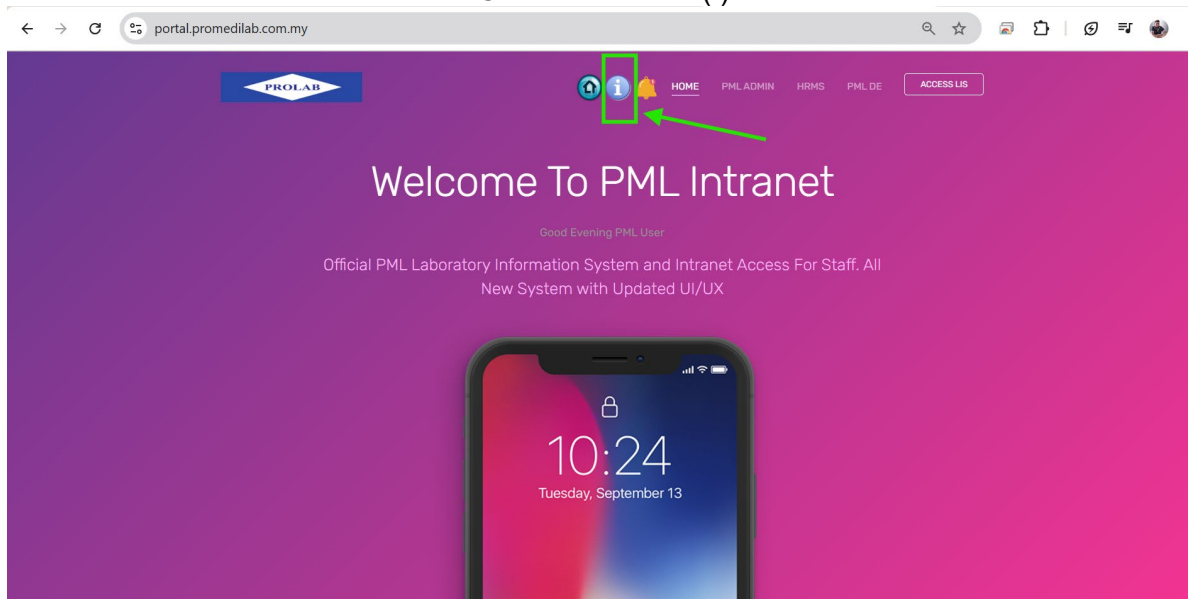 ( )
portal.promedilab.com.my
PROLAB
i
HOME PML ADMIN HRMS PML DE ACCESS LIS
Welcome To PML Intranet
Good Evening PML User
Official PML Laboratory Information System and Intranet Access For Staff. All
New System with Updated UI/UX
10:24
Tuesday, September 13